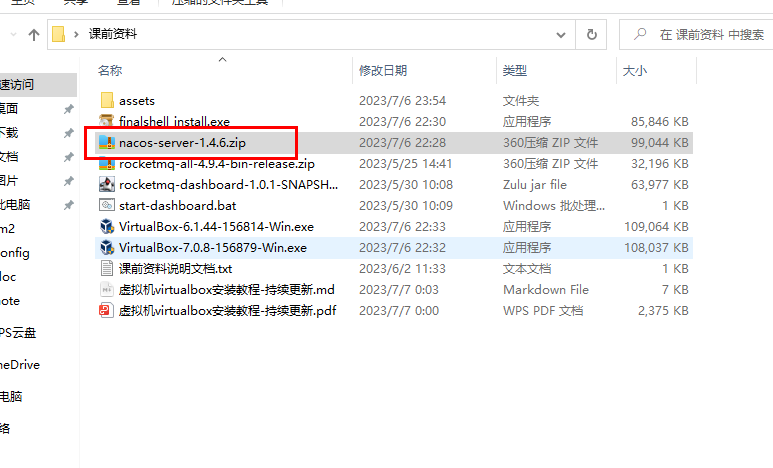 主页 共享 查看 压缩的文件夹工具
课前资料 在 课前资料 中搜索
名称 修改日期 类型 大小
速访问
桌面
下载
文档
图片
此电脑
m2
onfig
doc
note
PS云盘
neDrive
电脑
络
assets 2023/7/6 23:54 文件夹
finalshell_install.exe 2023/7/6 22:30 应用程序 85,846 KB
nacos-server-1.4.6.zip 2023/7/6 22:28 360压缩 ZIP 文件 99,044 KB
rocketmq-all-4.9.4-bin-release.zip 2023/5/25 14:41 360压缩 ZIP 文件 32,196 KB
rocketmq-dashboard-1.0.1-SNAPSH... 2023/5/30 10:08 Zulu jar file 63,977 KB
start-dashboard.bat 2023/5/30 10:09 Windows 批处理... 1 KB
VirtualBox-6.1.44-156814-Win.exe 2023/7/6 22:33 应用程序 109,064 KB
VirtualBox-7.0.8-156879-Win.exe 2023/7/6 22:32 应用程序 108,037 KB
课前资料说明文档.txt 2023/6/2 11:33 文本文档 1 KB
虚拟机virtualbox安装教程-持续更新.md 2023/7/7 0:03 Markdown File 7 KB
虚拟机virtualbox安装教程-持续更新.pdf 2023/7/7 0:00 WPS PDF 文档 2,375 KB